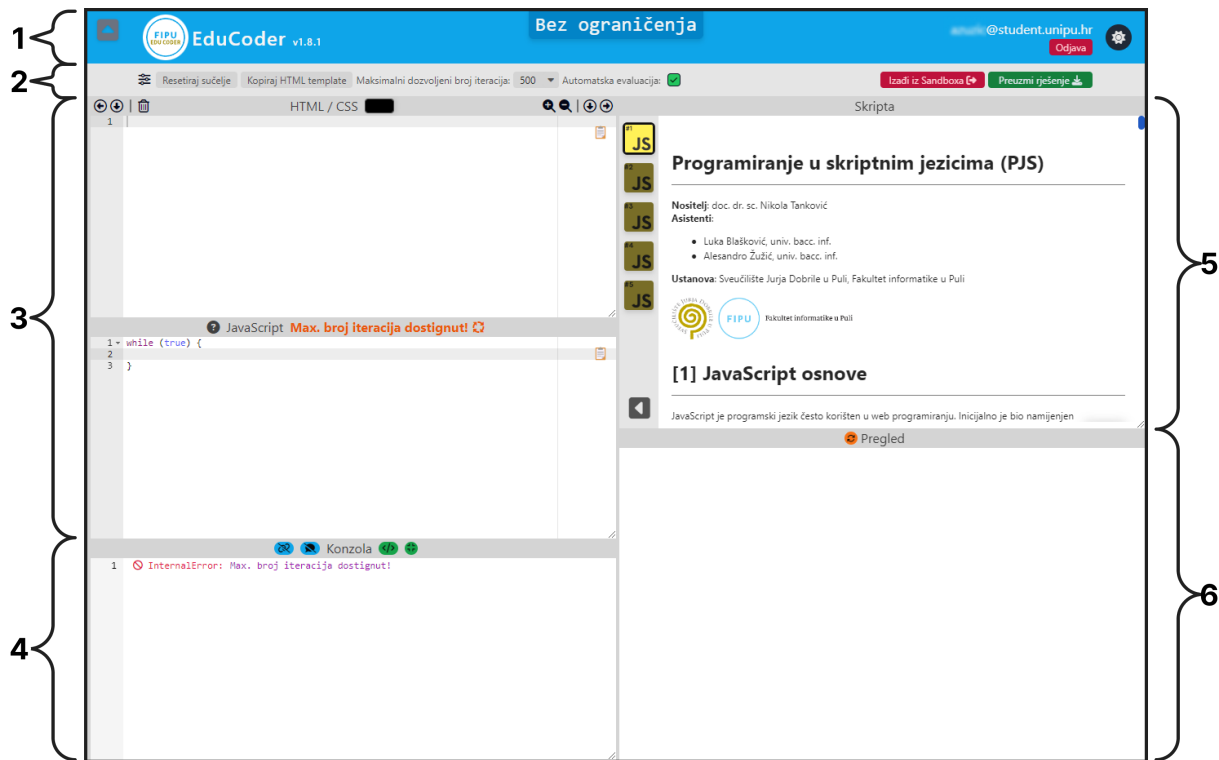 1
FIPU
EDU CODER
EduCoder v1.8.1
Bez ograničenja
@student.unipu.hr
Odjava
2
Resetiraj sučelje
Kopiraj HTML template
Maksimalni dozvoljeni broj iteracija: 500
Automatska evaluacija:
Izađi iz Sandboxa
Preuzmi rješenje
3
HTML / CSS
1
JavaScript Max. broj iteracija dostignut!
1 while (true) {
2
3 }
4
Konzola
1 InternalError: Max. broj iteracija dostignut!
5
Skripta
#1 JS
#2 JS
#3 JS
#4 JS
#5 JS
Programiranje u skriptnim jezicima (PJS)
Nositelj: doc. dr. sc. Nikola Tanković
Asistenti:
• Luka Blašković, univ. bacc. inf.
• Alesandro Žužić, univ. bacc. inf.
Ustanova: Sveučilište Jurja Dobrile u Puli, Fakultet informatike u Puli
FIPU
Fakultet informatike u Puli
[1] JavaScript osnove
JavaScript je programski jezik često korišten u web programiranju. Inicijalno je bio namijenjen
6
Pregled